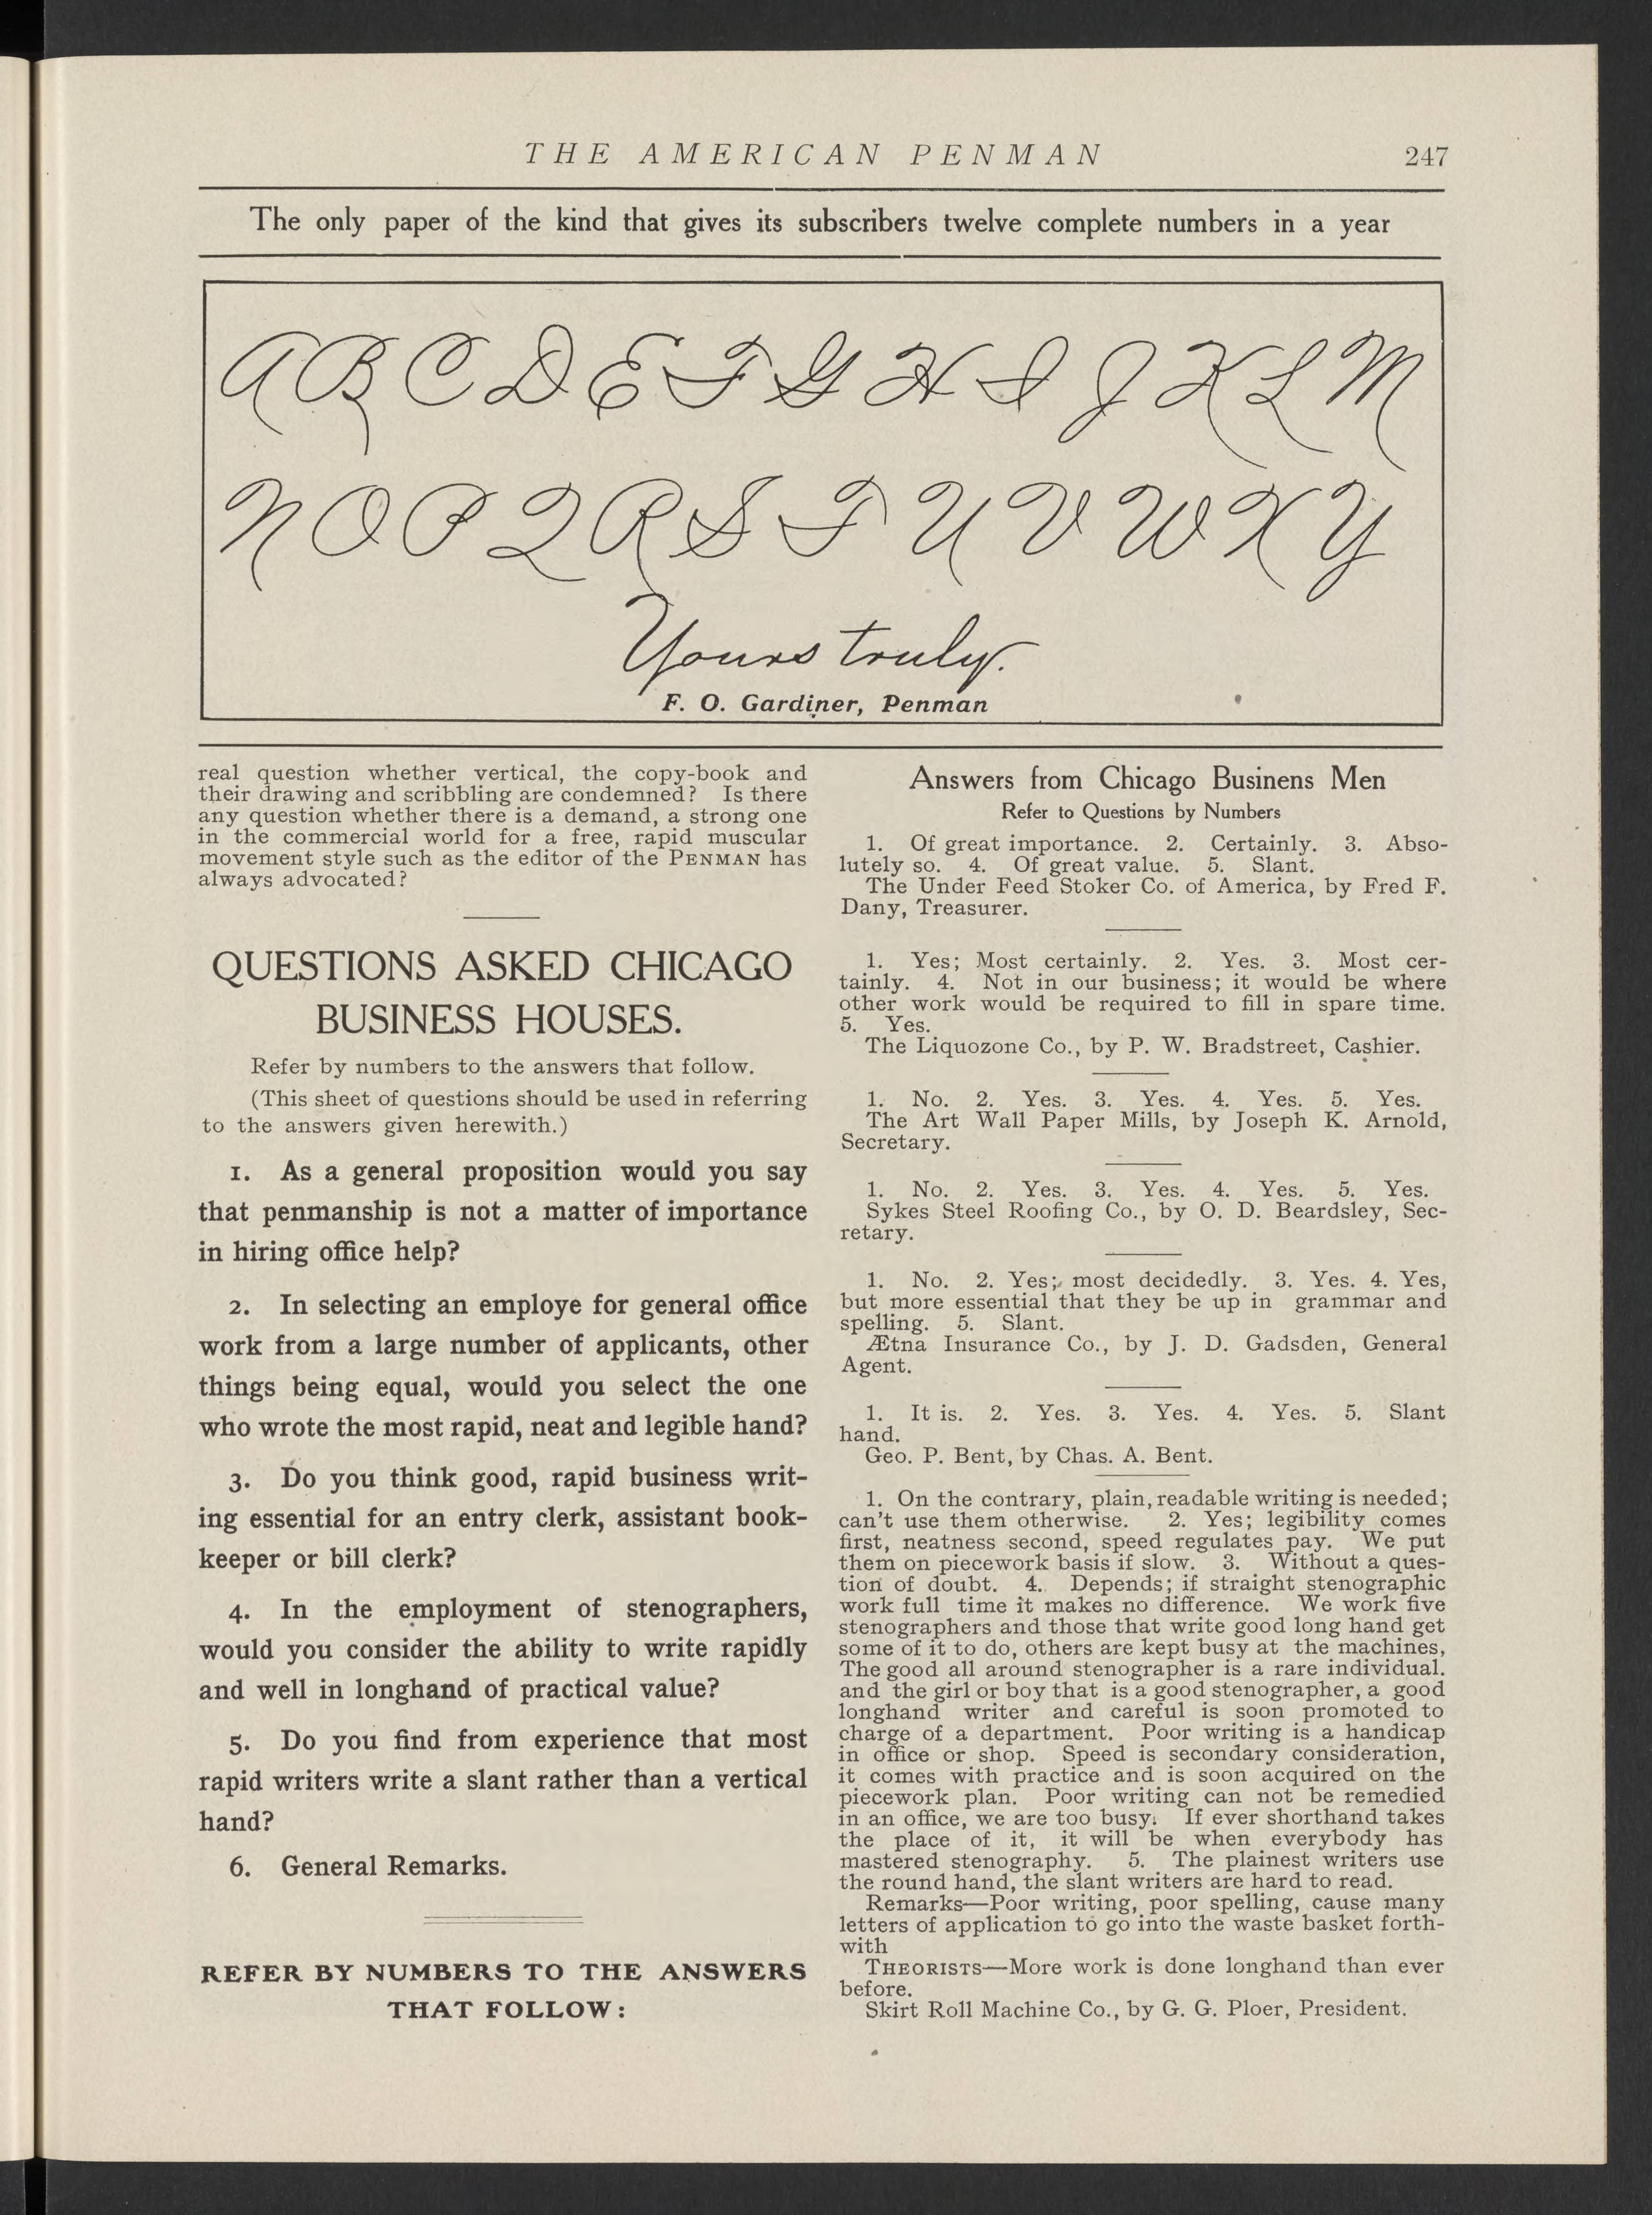 THE AMERICAN PENMAN 247
The only paper of the kind that gives its subscribers twelve complete numbers in a year
A B C D E F G H I J K L M
N O P Q R S T U V W X Y
Yours truly.
F. O. Gardiner, Penman
real question whether vertical, the copy-book and
their drawing and scribbling are condemned? Is there
any question whether there is a demand, a strong one
in the commercial world for a free, rapid muscular
movement style such as the editor of the PENMAN has
always advocated?
QUESTIONS ASKED CHICAGO
BUSINESS HOUSES.
Refer by numbers to the answers that follow.
(This sheet of questions should be used in referring
to the answers given herewith.)
1. As a general proposition would you say
that penmanship is not a matter of importance
in hiring office help?
2. In selecting an employe for general office
work from a large number of applicants, other
things being equal, would you select the one
who wrote the most rapid, neat and legible hand?
3. Do you think good, rapid business writ-
ing essential for an entry clerk, assistant book-
keeper or bill clerk?
4. In the employment of stenographers,
would you consider the ability to write rapidly
and well in longhand of practical value?
5. Do you find from experience that most
rapid writers write a slant rather than a vertical
hand?
6. General Remarks.
REFER BY NUMBERS TO THE ANSWERS
THAT FOLLOW:
Answers from Chicago Businens Men
Refer to Questions by Numbers
1. Of great importance. 2. Certainly. 3. Abso-
lutely so. 4. Of great value. 5. Slant.
The Under Feed Stoker Co. of America, by Fred F.
Dany, Treasurer.
1. Yes; Most certainly. 2. Yes. 3. Most cer-
tainly. 4. Not in our business; it would be where
other work would be required to fill in spare time.
5. Yes.
The Liquozone Co., by P. W. Bradstreet, Cashier.
1. No. 2. Yes. 3. Yes. 4. Yes. 5. Yes.
The Art Wall Paper Mills, by Joseph K. Arnold,
Secretary.
1. No. 2. Yes. 3. Yes. 4. Yes. 5. Yes.
Sykes Steel Roofing Co., by O. D. Beardsley, Sec-
retary.
1. No. 2. Yes; most decidedly. 3. Yes. 4. Yes,
but more essential that they be up in grammar and
spelling. 5. Slant.
Ætna Insurance Co., by J. D. Gadsden, General
Agent.
1. It is. 2. Yes. 3. Yes. 4. Yes. 5. Slant
hand.
Geo. P. Bent, by Chas. A. Bent.
1. On the contrary, plain, readable writing is needed;
can't use them otherwise. 2. Yes; legibility comes
first, neatness second, speed regulates pay. We put
them on piecework basis if slow. 3. Without a ques-
tion of doubt. 4. Depends; if straight stenographic
work full time it makes no difference. We work five
stenographers and those that write good long hand get
some of it to do, others are kept busy at the machines,
The good all around stenographer is a rare individual.
and the girl or boy that is a good stenographer, a good
longhand writer and careful is soon promoted to
charge of a department. Poor writing is a handicap
in office or shop. Speed is secondary consideration,
it comes with practice and is soon acquired on the
piecework plan. Poor writing can not be remedied
in an office, we are too busy. If ever shorthand takes
the place of it, it will be when everybody has
mastered stenography. 5. The plainest writers use
the round hand, the slant writers are hard to read.
Remarks—Poor writing, poor spelling, cause many
letters of application to go into the waste basket forth-
with
THEORISTS—More work is done longhand than ever
before.
Skirt Roll Machine Co., by G. G. Ploer, President.